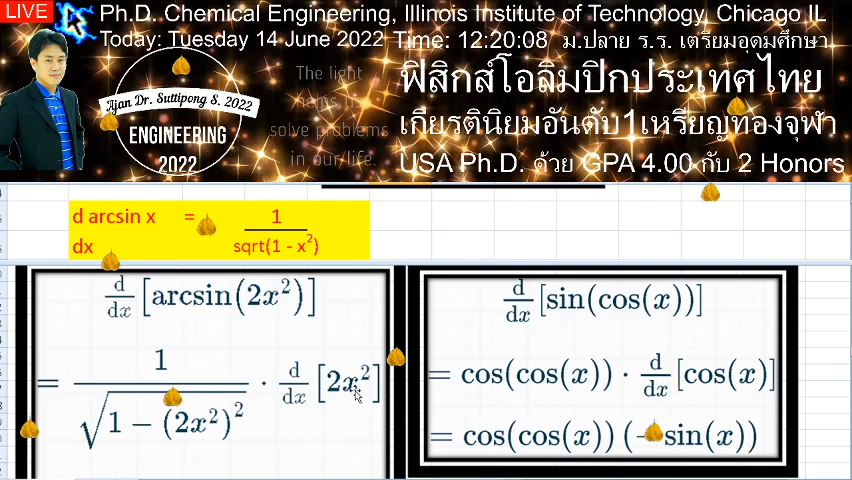 LIVE
Ph.D. Chemical Engineering, Illinois Institute of Technology, Chicago IL
Today: Tuesday 14 June 2022 Time: 12:20:08 ม.ปลาย ร.ร. เตรียมอุดมศึกษา
Ajan Dr. Suttipong S. 2022
ENGINEERING
2022
The light
solve problems
in our life.
ฟิสิกส์โอลิมปิกประเทศไทย
เกียรตินิยมอันดับ1เหรียญทองจุฬา
USA Ph.D. ด้วย GPA 4.00 กับ 2 Honors
d arcsin x = 1
dx sqrt(1 - x²)
d/dx [arcsin(2x²)]
= 1/√(1 − (2x²)²) · d/dx [2x²]
d/dx [sin(cos(x))]
= cos(cos(x)) · d/dx [cos(x)]
= cos(cos(x)) (− sin(x))